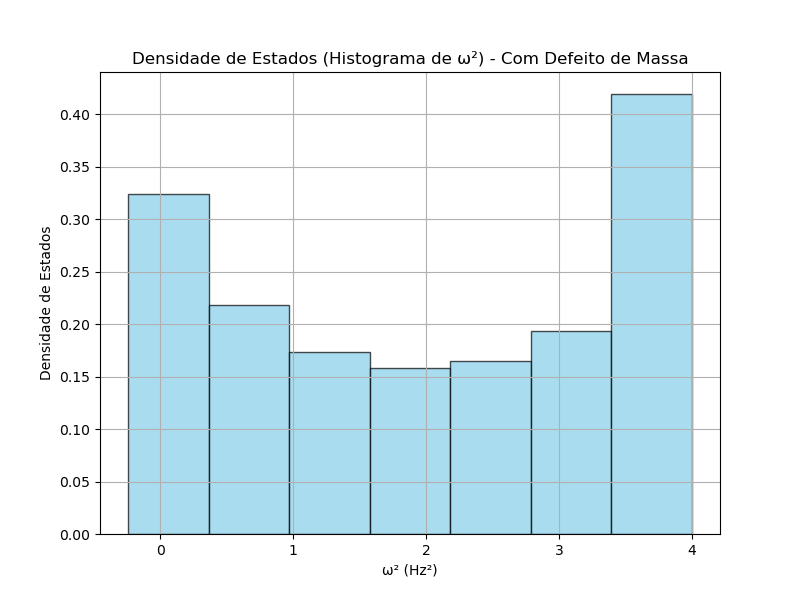 Densidade de Estados (Histograma de ω²) - Com Defeito de Massa
Densidade de Estados
0.40
0.35
0.30
0.25
0.20
0.15
0.10
0.05
0.00
0 1 2 3 4
ω² (Hz²)